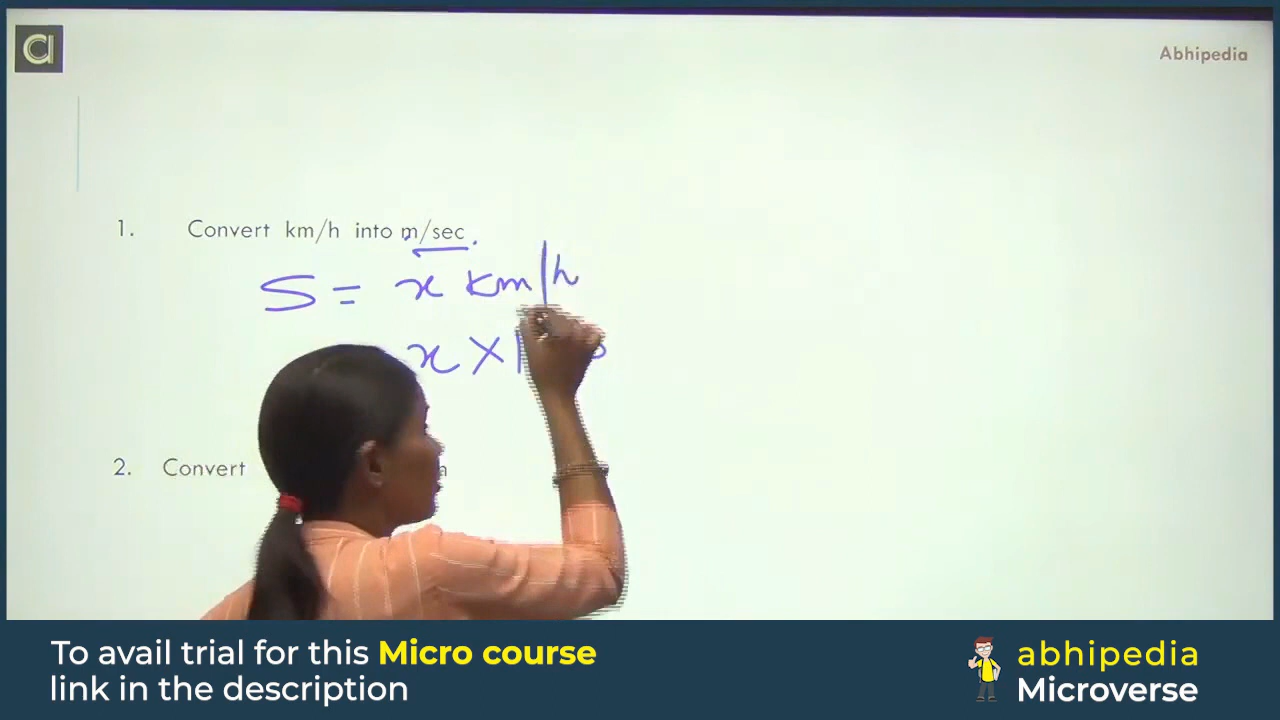 a
Abhipedia
1. Convert km/h into m/sec
S = x km/h
x X
2. Convert
To avail trial for this Micro course
link in the description
abhipedia
Microverse